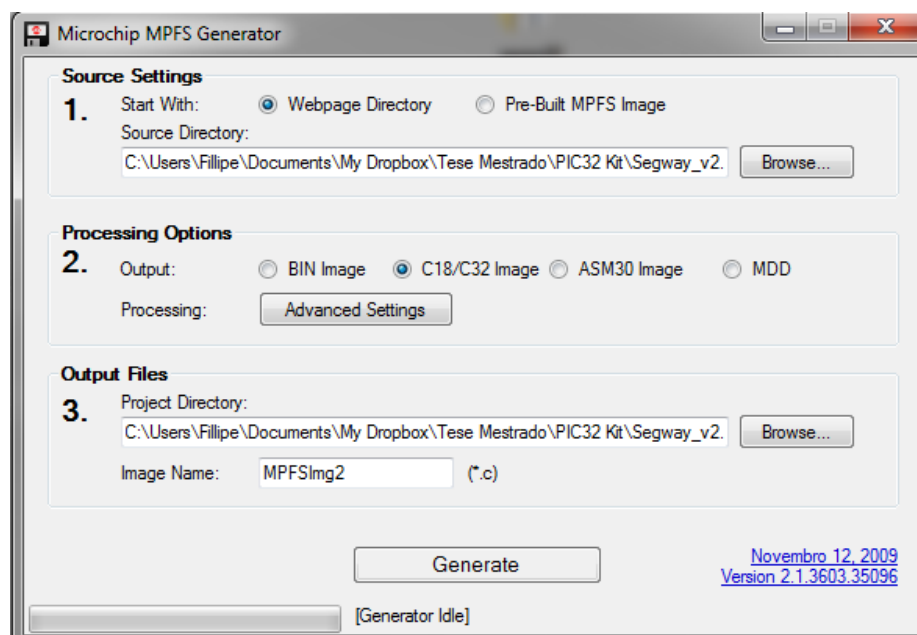 Microchip MPFS Generator
Source Settings
1.
Start With: Webpage Directory Pre-Built MPFS Image
Source Directory:
C:\Users\Fillipe\Documents\My Dropbox\Tese Mestrado\PIC32 Kit\Segway_v2. Browse...
Processing Options
2.
Output: BIN Image C18/C32 Image ASM30 Image MDD
Processing: Advanced Settings
Output Files
3.
Project Directory:
C:\Users\Fillipe\Documents\My Dropbox\Tese Mestrado\PIC32 Kit\Segway_v2. Browse...
Image Name: MPFSImg2 (*.c)
Generate
Novembro 12, 2009
Version 2.1.3603.35096
[Generator Idle]